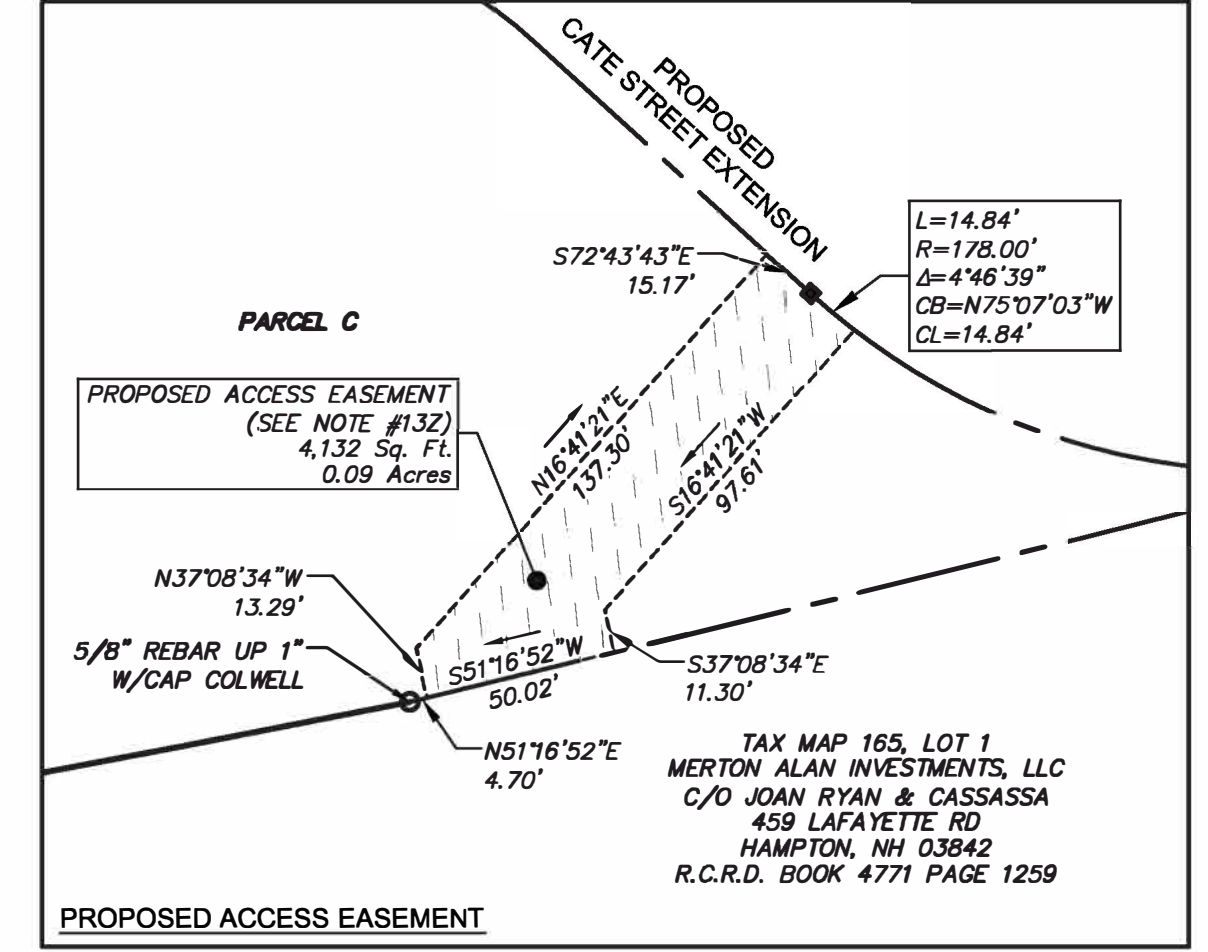 PROPOSED
CATE STREET EXTENSION
L=14.84'
R=178.00'
Δ=4°46'39"
CB=N75°07'03"W
CL=14.84'
S72°43'43"E
15.17'
PARCEL C
PROPOSED ACCESS EASEMENT
(SEE NOTE #13Z)
4,132 Sq. Ft.
0.09 Acres
N16°41'21"E
137.30'
S16°41'21"W
97.61'
N37°08'34"W
13.29'
5/8" REBAR UP 1"
W/CAP COLWELL
S51°16'52"W
50.02'
S37°08'34"E
11.30'
N51°16'52"E
4.70'
TAX MAP 165, LOT 1
MERTON ALAN INVESTMENTS, LLC
C/O JOAN RYAN & CASSASSA
459 LAFAYETTE RD
HAMPTON, NH 03842
R.C.R.D. BOOK 4771 PAGE 1259
PROPOSED ACCESS EASEMENT